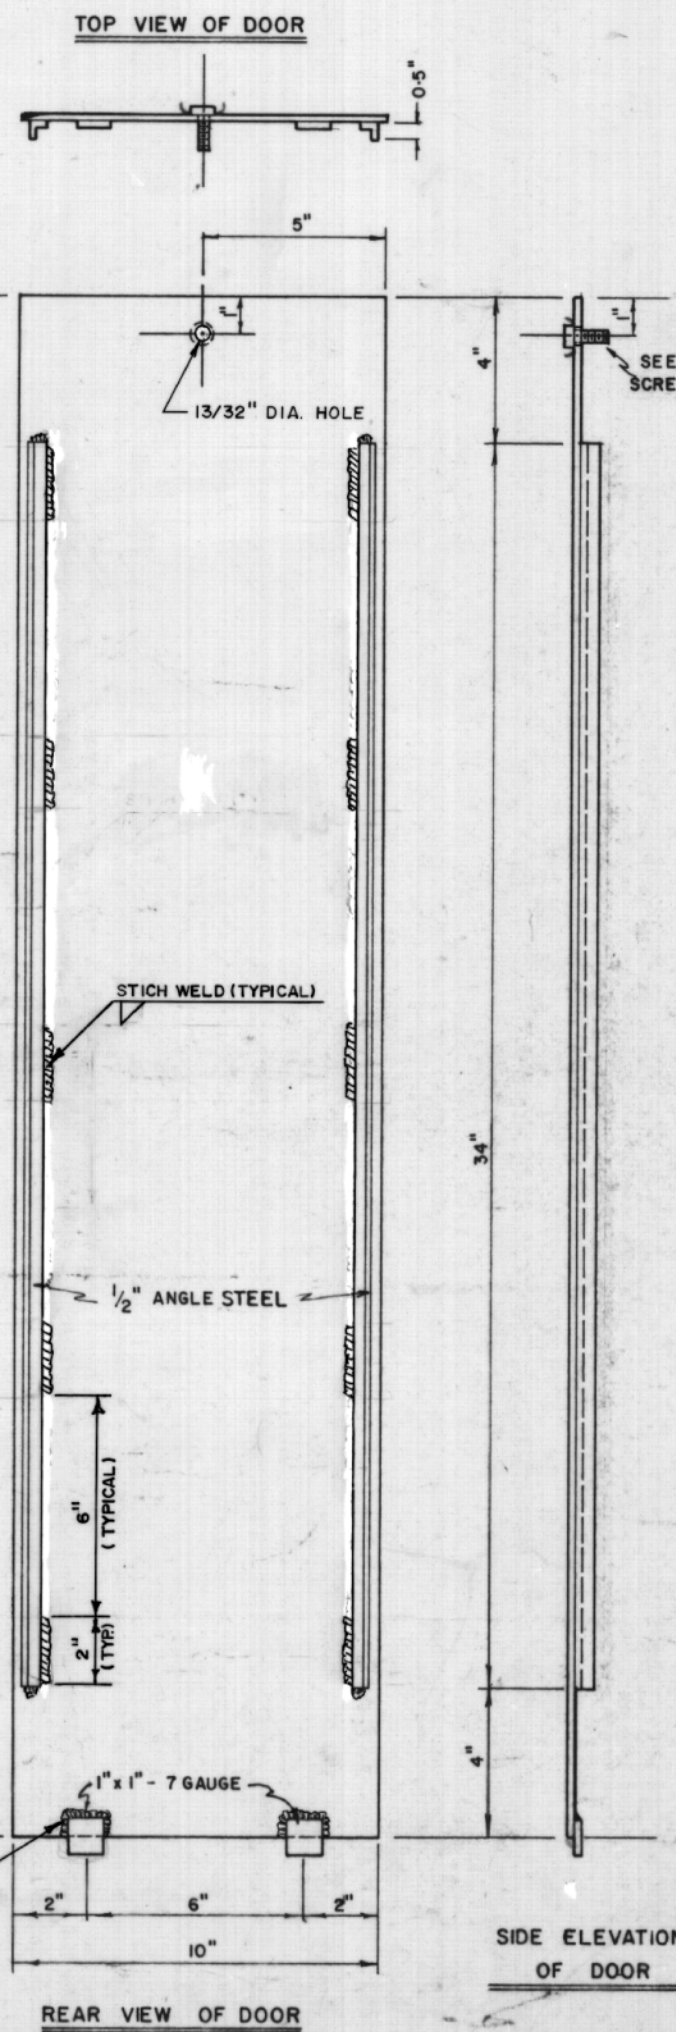 TOP VIEW OF DOOR
0.5"
5"
1"
13/32" DIA. HOLE
4"
1"
SEE
SCRE
STICH WELD (TYPICAL)
34"
1/2" ANGLE STEEL
6"
(TYPICAL)
2"
(TYP.)
4"
1" x 1" - 7 GAUGE
2"
6"
2"
10"
SIDE ELEVATION
OF DOOR
REAR VIEW OF DOOR